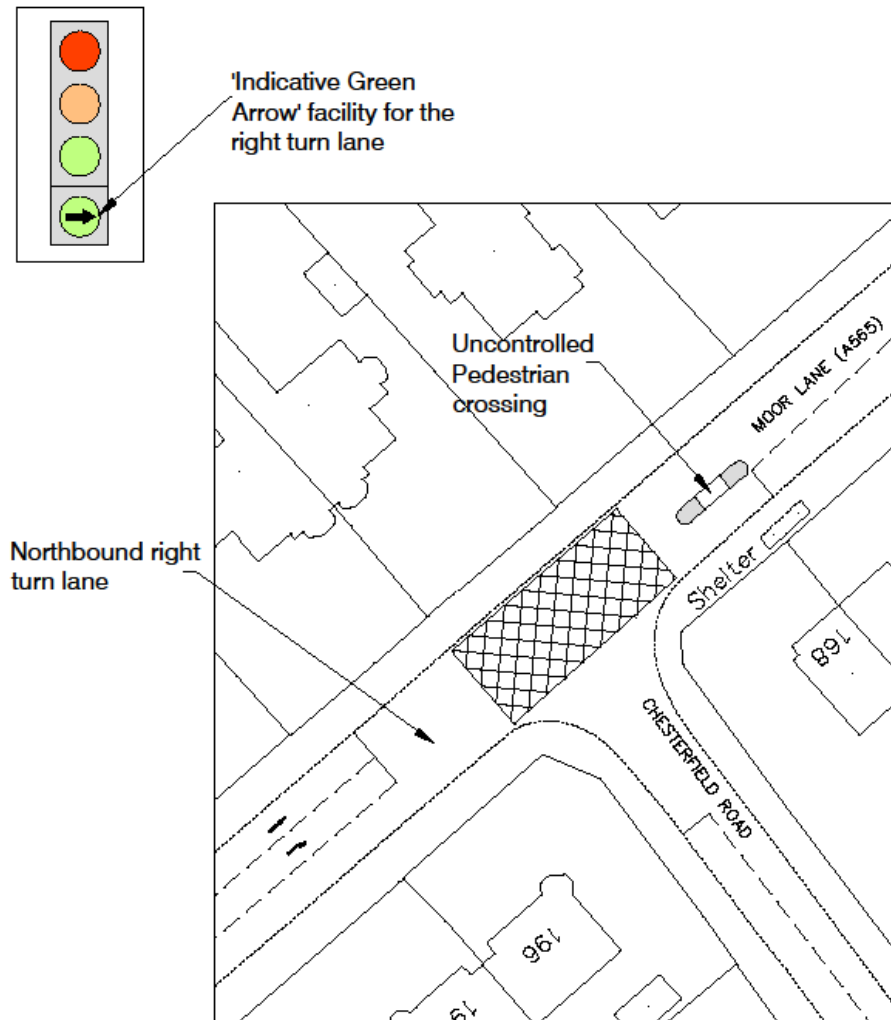 'Indicative Green
Arrow' facility for the
right turn lane
Uncontrolled
Pedestrian
crossing
MOOR LANE (A565)
Shelter
168
Northbound right
turn lane
CHESTERFIELD ROAD
196
19